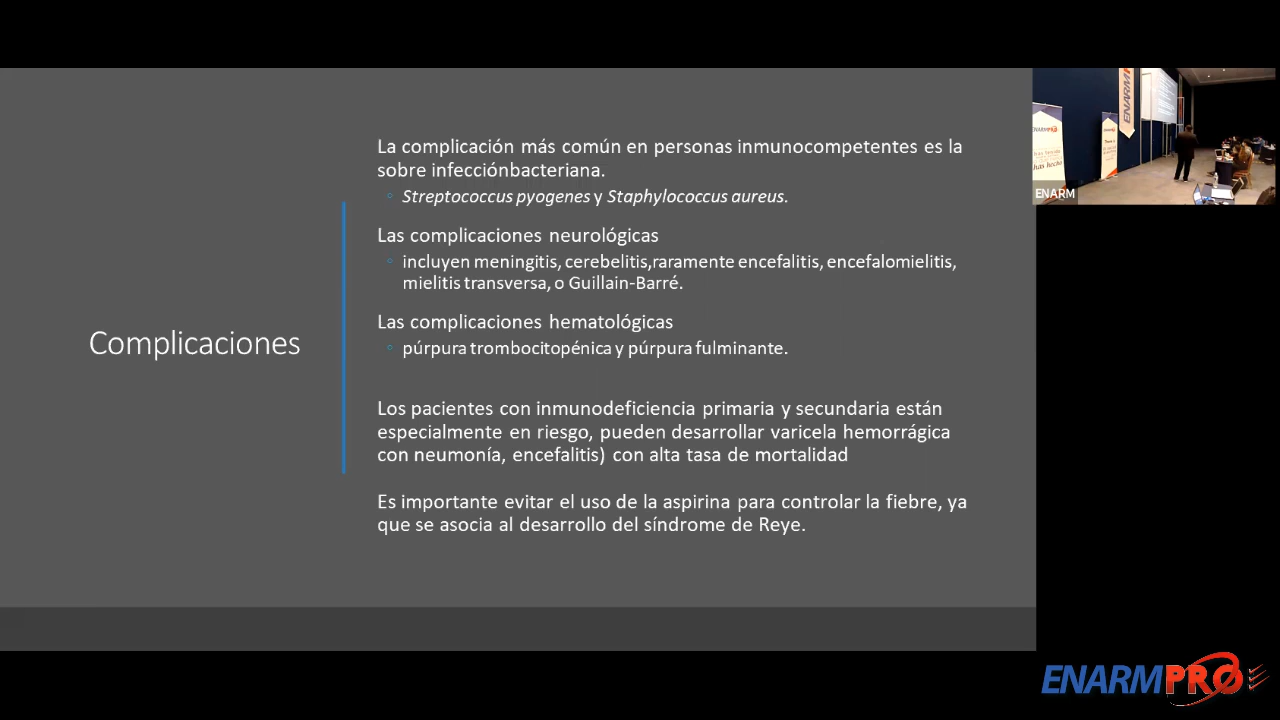 Complicaciones
La complicación más común en personas inmunocompetentes es la
sobre infecciónbacteriana.
Streptococcus pyogenes y Staphylococcus aureus.
Las complicaciones neurológicas
incluyen meningitis, cerebelitis,raramente encefalitis, encefalomielitis,
mielitis transversa, o Guillain-Barré.
Las complicaciones hematológicas
púrpura trombocitopénica y púrpura fulminante.
Los pacientes con inmunodeficiencia primaria y secundaria están
especialmente en riesgo, pueden desarrollar varicela hemorrágica
con neumonía, encefalitis) con alta tasa de mortalidad
Es importante evitar el uso de la aspirina para controlar la fiebre, ya
que se asocia al desarrollo del síndrome de Reye.
ENARMPRO
ENARM
ENARMPRO